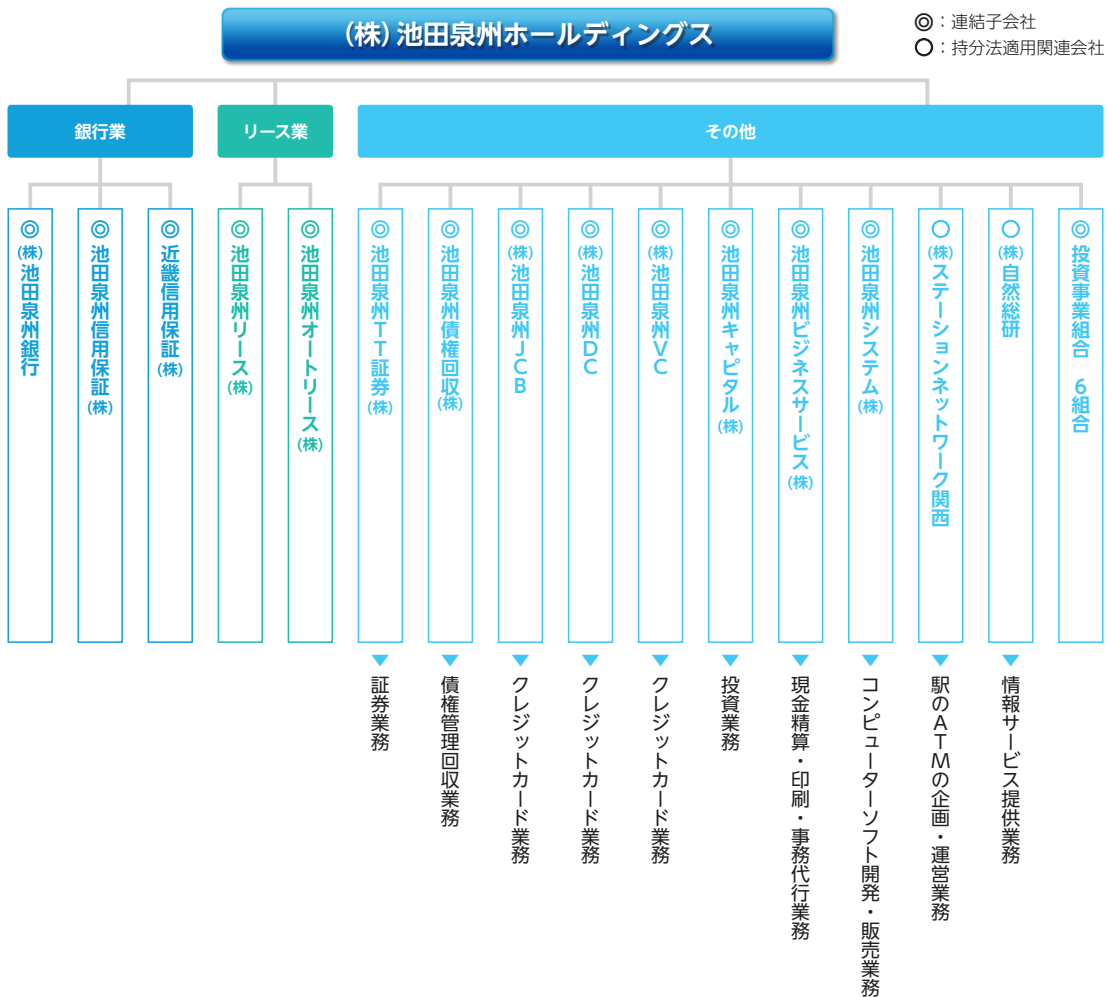 (株)池田泉州ホールディングス
◎：連結子会社
○：持分法適用関連会社
銀行業
リース業
その他
◎(株)池田泉州銀行
◎池田泉州信用保証(株)
◎近畿信用保証(株)
◎池田泉州リース(株)
◎池田泉州オートリース(株)
◎池田泉州TT証券(株)
◎池田泉州債権回収(株)
◎(株)池田泉州JCB
◎(株)池田泉州DC
◎(株)池田泉州VC
◎池田泉州キャピタル(株)
◎池田泉州ビジネスサービス(株)
◎池田泉州システム(株)
○(株)ステーションネットワーク関西
○(株)自然総研
◎投資事業組合　6組合
証券業務
債権管理回収業務
クレジットカード業務
クレジットカード業務
クレジットカード業務
投資業務
現金精算・印刷・事務代行業務
コンピューターソフト開発・販売業務
駅のATMの企画・運営業務
情報サービス提供業務